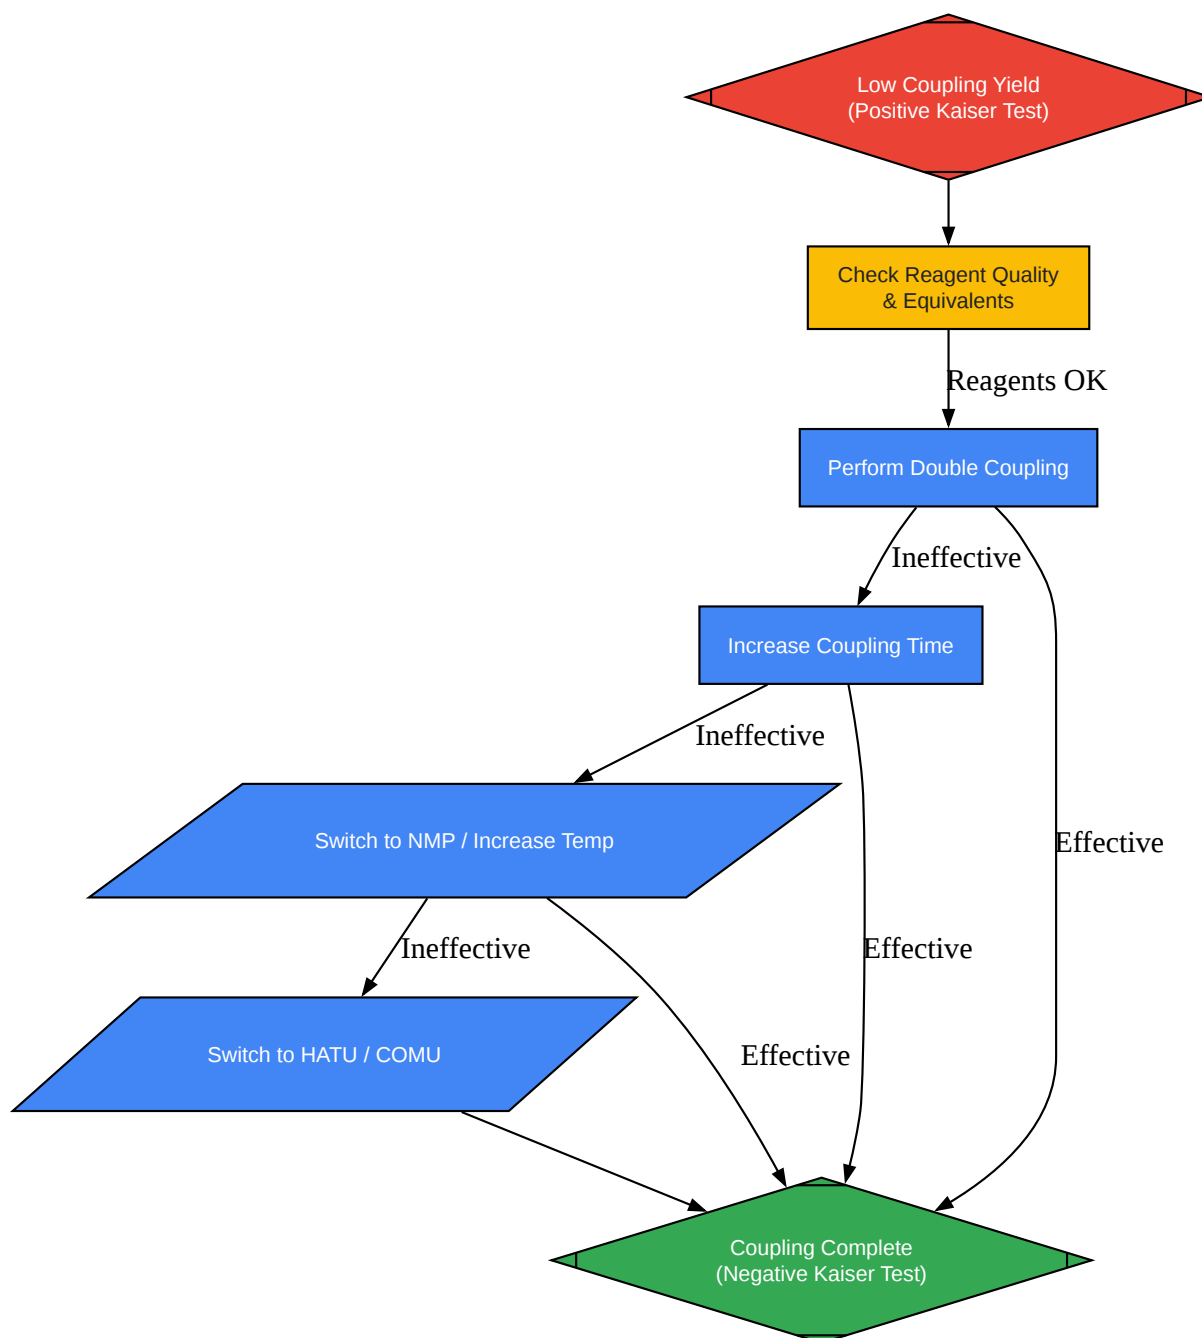 Low Coupling Yield
(Positive Kaiser Test)
Check Reagent Quality
& Equivalents
Reagents OK
Perform Double Coupling
Ineffective
Increase Coupling Time
Ineffective
Switch to NMP / Increase Temp
Effective
Ineffective
Effective
Switch to HATU / COMU
Effective
Coupling Complete
(Negative Kaiser Test)